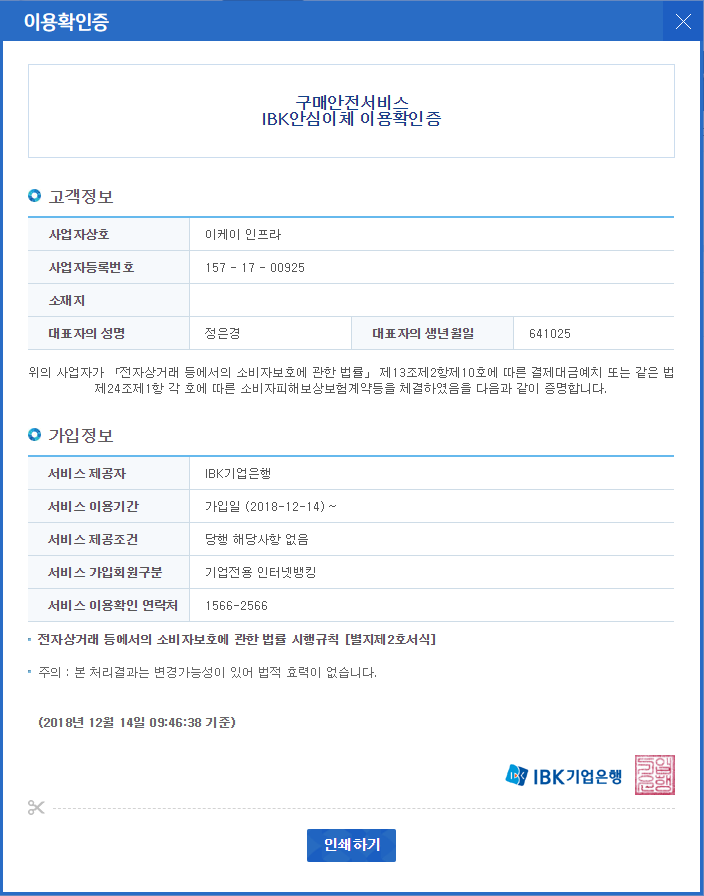 이용확인증
구매안전서비스
IBK안심이체 이용확인증
고객정보
사업자상호 이케이 인프라
사업자등록번호 157 - 17 - 00925
소재지
대표자의 성명 정은경 대표자의 생년월일 641025
위의 사업자가 「전자상거래 등에서의 소비자보호에 관한 법률」 제13조제2항제10호에 따른 결제대금예치 또는 같은 법
제24조제1항 각 호에 따른 소비자피해보상보험계약등을 체결하였음을 다음과 같이 증명합니다.
가입정보
서비스 제공자 IBK기업은행
서비스 이용기간 가입일 (2018-12-14) ~
서비스 제공조건 당행 해당사항 없음
서비스 가입회원구분 기업전용 인터넷뱅킹
서비스 이용확인 연락처 1566-2566
전자상거래 등에서의 소비자보호에 관한 법률 시행규칙 [별지제2호서식]
주의 : 본 처리결과는 변경가능성이 있어 법적 효력이 없습니다.
(2018년 12월 14일 09:46:38 기준)
IBK기업은행
기업은행
인쇄하기